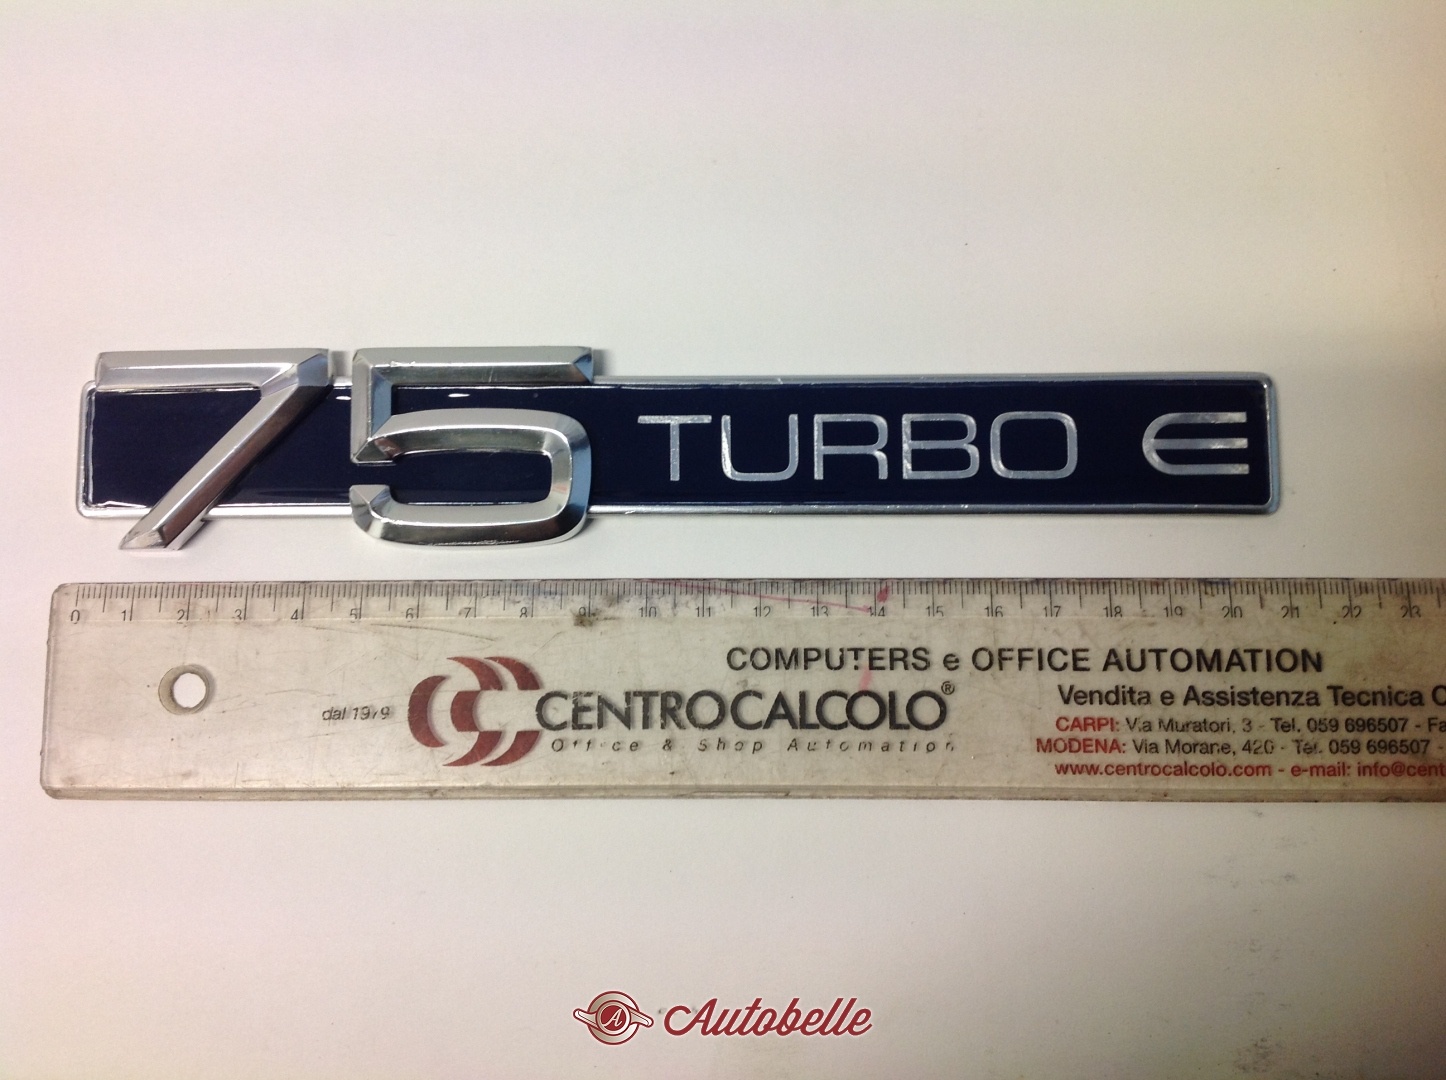 75 TURBO E
0 1 2 3 4 5 6 7 8 9 10 11 12 13 14 15 16 17 18 19 20 21 22 23
COMPUTERS e OFFICE AUTOMATION
Vendita e Assistenza Tecnica
dal 1979 CENTROCALCOLO®
Office & Shop Automation
CARPI: Via Muratori, 3 - Tel. 059 696507 -
MODENA: Via Morane, 420 - Tel. 059 696507 -
www.centrocalcolo.com - e-mail: info@cent
A Autobelle